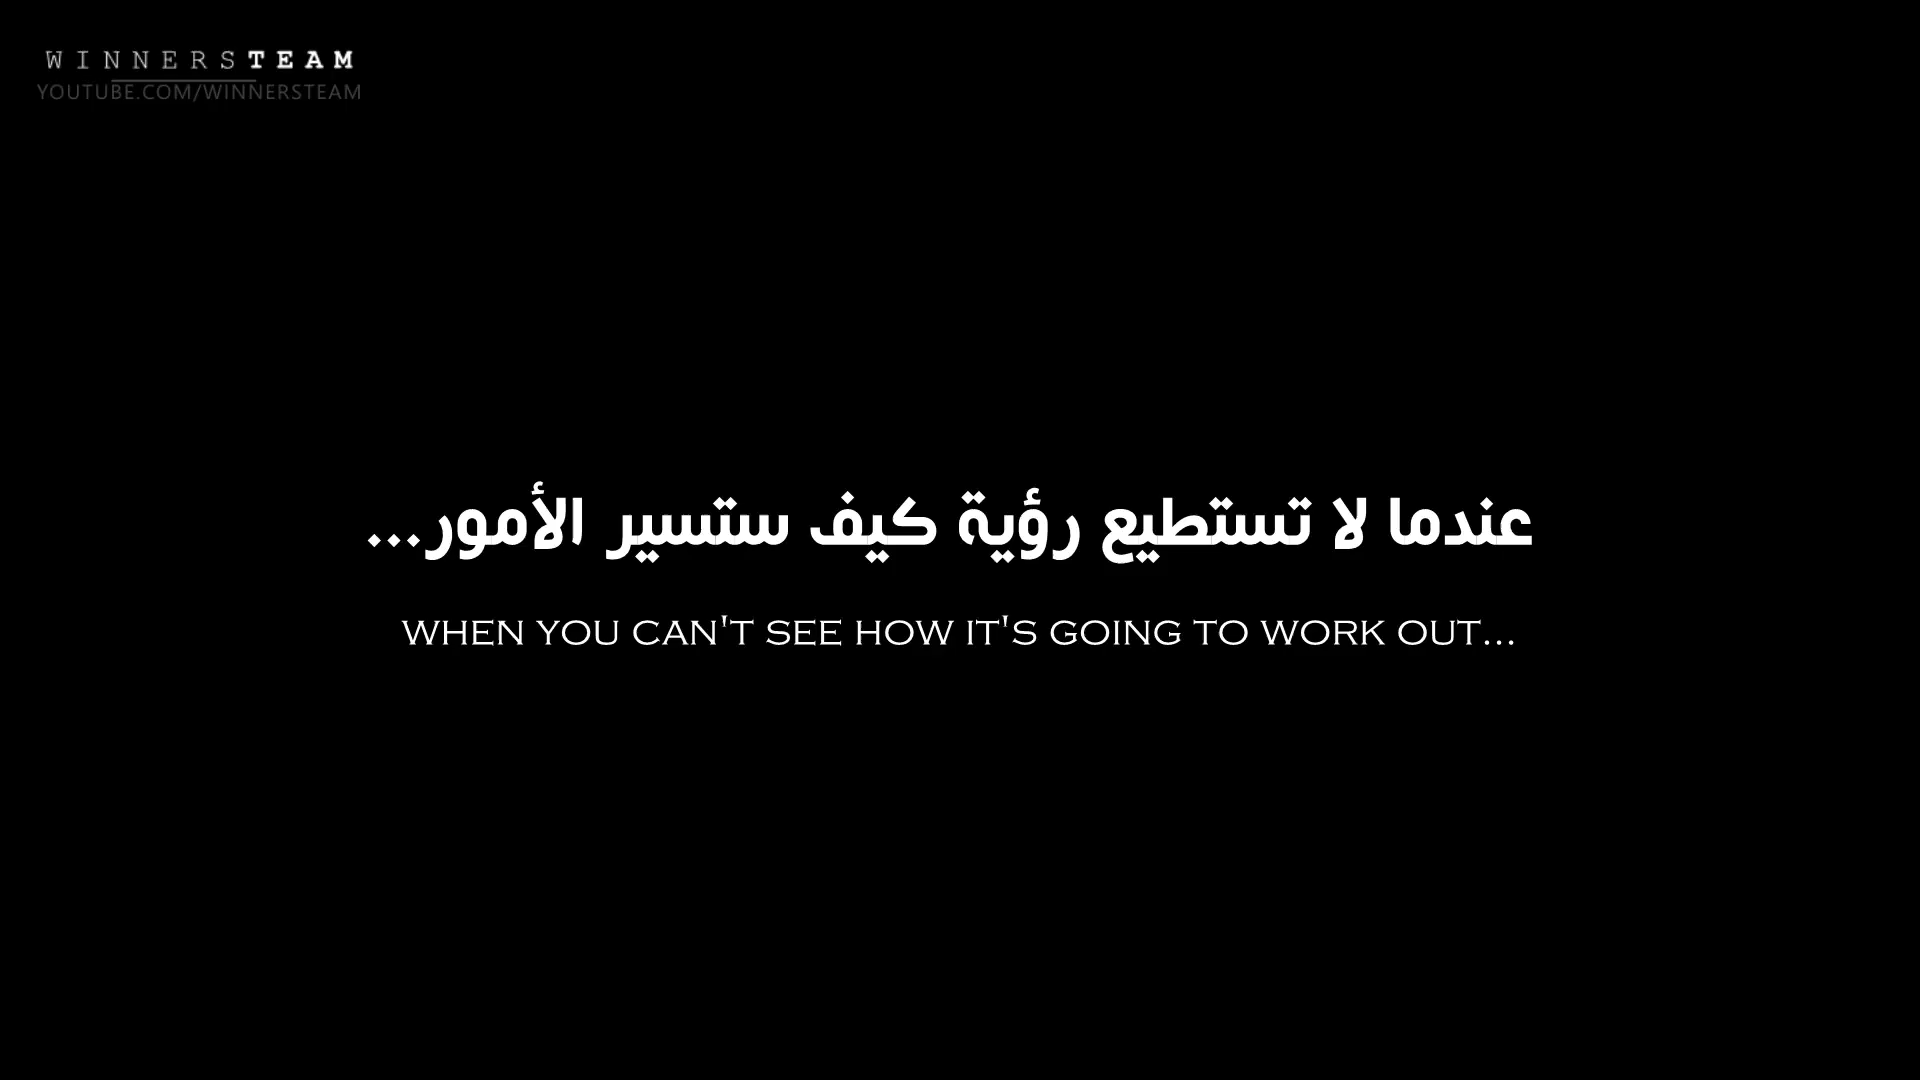 WINNERSTEAM
YOUTUBE.COM/WINNERSTEAM
عندما لا تستطيع رؤية كيف ستسير الأمور...
WHEN YOU CAN'T SEE HOW IT'S GOING TO WORK OUT...